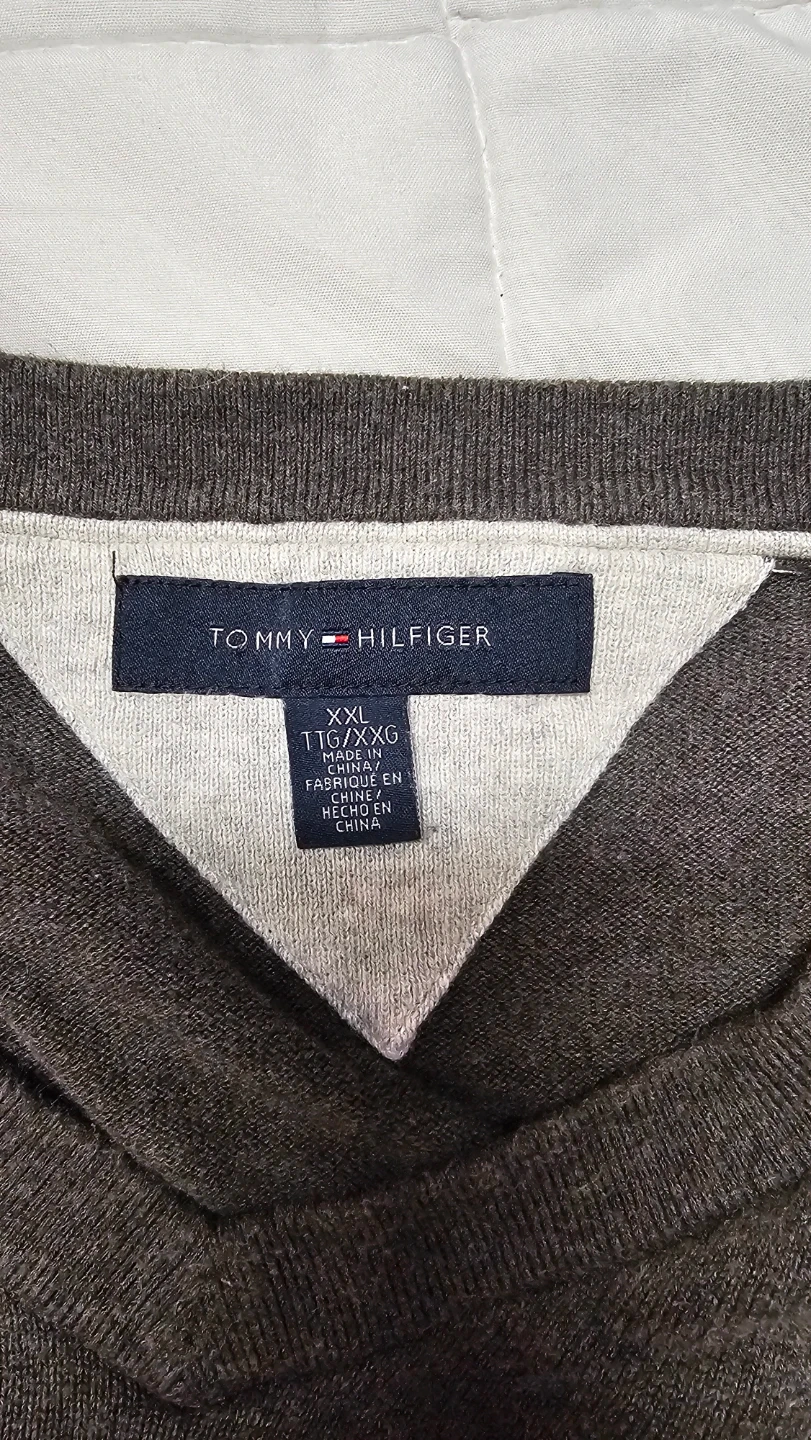 TOMMY HILFIGER
XXL
TTG/XXG
MADE IN
CHINA/
FABRIQUÉ EN
CHINE/
HECHO EN
CHINA